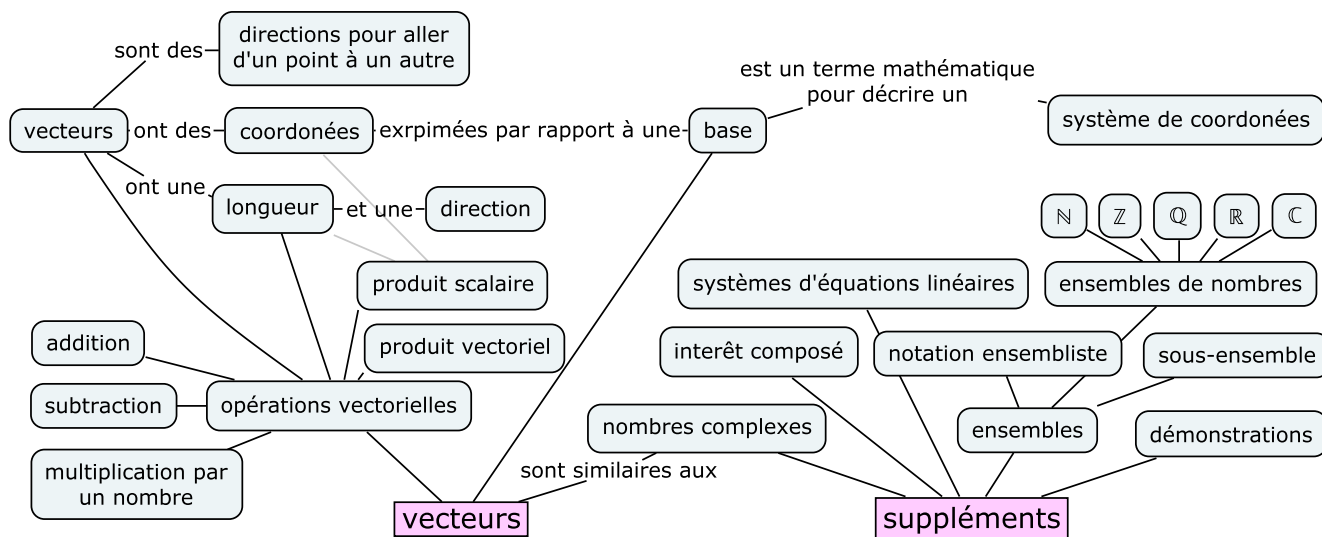 sont des
directions pour aller
d'un point à un autre
est un terme mathématique
pour décrire un
vecteurs
ont des
coordonées
exrpimées par rapport à une
base
système de coordonées
ont une
longueur
et une
direction
ℕ
ℤ
ℚ
ℝ
ℂ
produit scalaire
systèmes d'équations linéaires
ensembles de nombres
addition
produit vectoriel
interêt composé
notation ensembliste
sous-ensemble
subtraction
opérations vectorielles
nombres complexes
ensembles
démonstrations
multiplication par
un nombre
sont similaires aux
vecteurs
suppléments